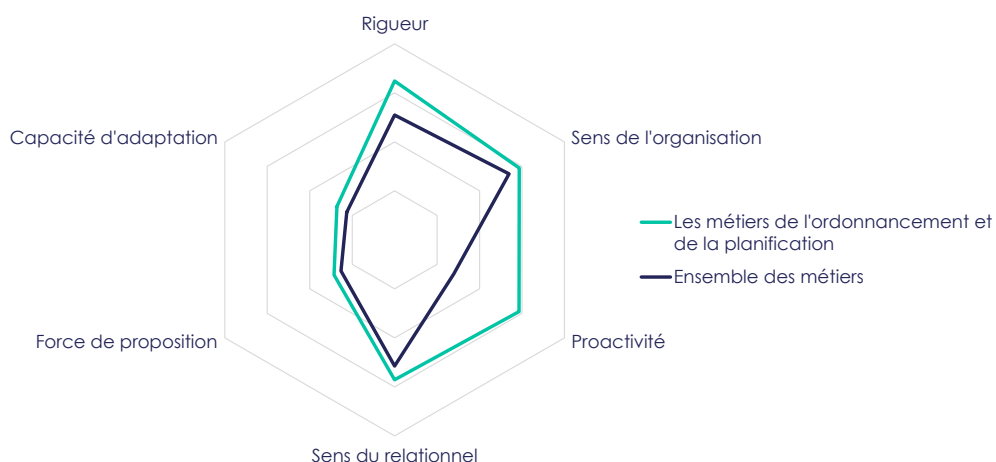 Rigueur
Capacité d'adaptation
Sens de l'organisation
Les métiers de l'ordonnancement et
de la planification
Ensemble des métiers
Force de proposition
Proactivité
Sens du relationnel